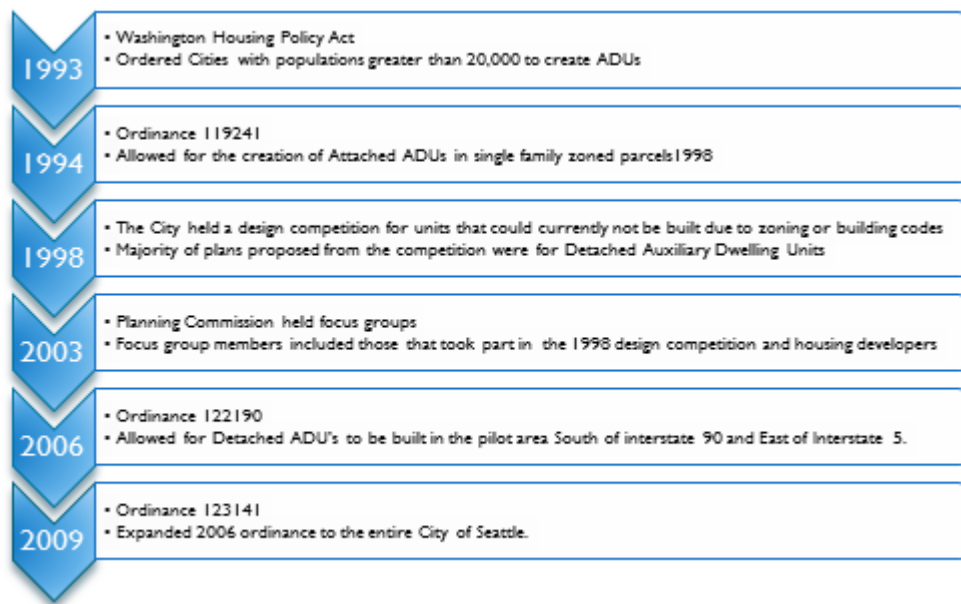 1993
• Washington Housing Policy Act
• Ordered Cities with populations greater than 20,000 to create ADUs
1994
• Ordinance 119241
• Allowed for the creation of Attached ADUs in single family zoned parcels1998
1998
• The City held a design competition for units that could currently not be built due to zoning or building codes
• Majority of plans proposed from the competition were for Detached Auxiliary Dwelling Units
2003
• Planning Commission held focus groups
• Focus group members included those that took part in the 1998 design competition and housing developers
2006
• Ordinance 122190
• Allowed for Detached ADU's to be built in the pilot area South of interstate 90 and East of Interstate 5.
2009
• Ordinance 123141
• Expanded 2006 ordinance to the entire City of Seattle.